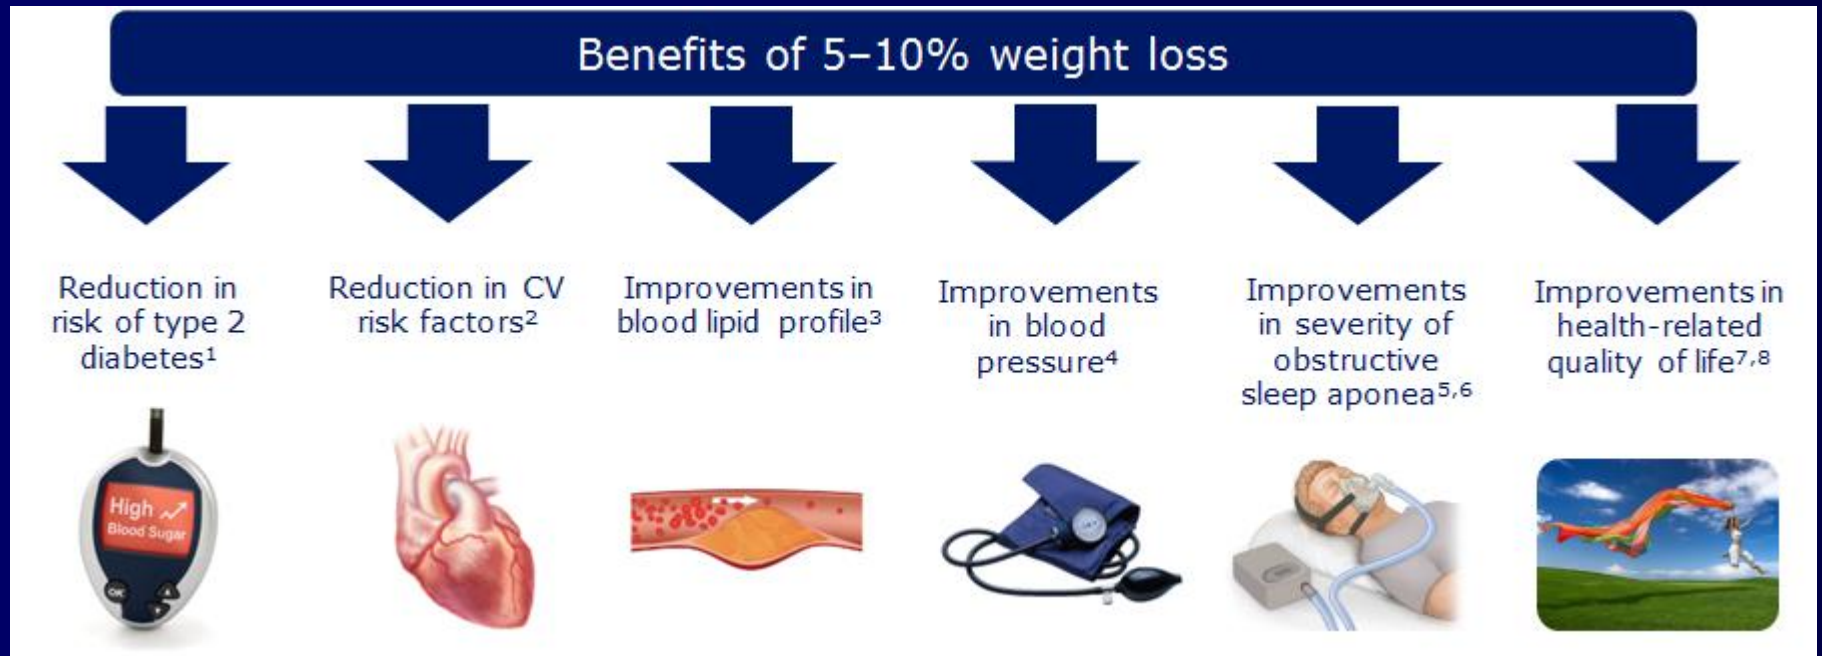 Benefits of 5–10% weight loss
Reduction in
risk of type 2
diabetes¹
Reduction in CV
risk factors²
Improvements in
blood lipid profile³
Improvements
in blood
pressure⁴
Improvements
in severity of
obstructive
sleep aponea⁵,⁶
Improvements in
health-related
quality of life⁷,⁸
High
Blood Sugar
OK